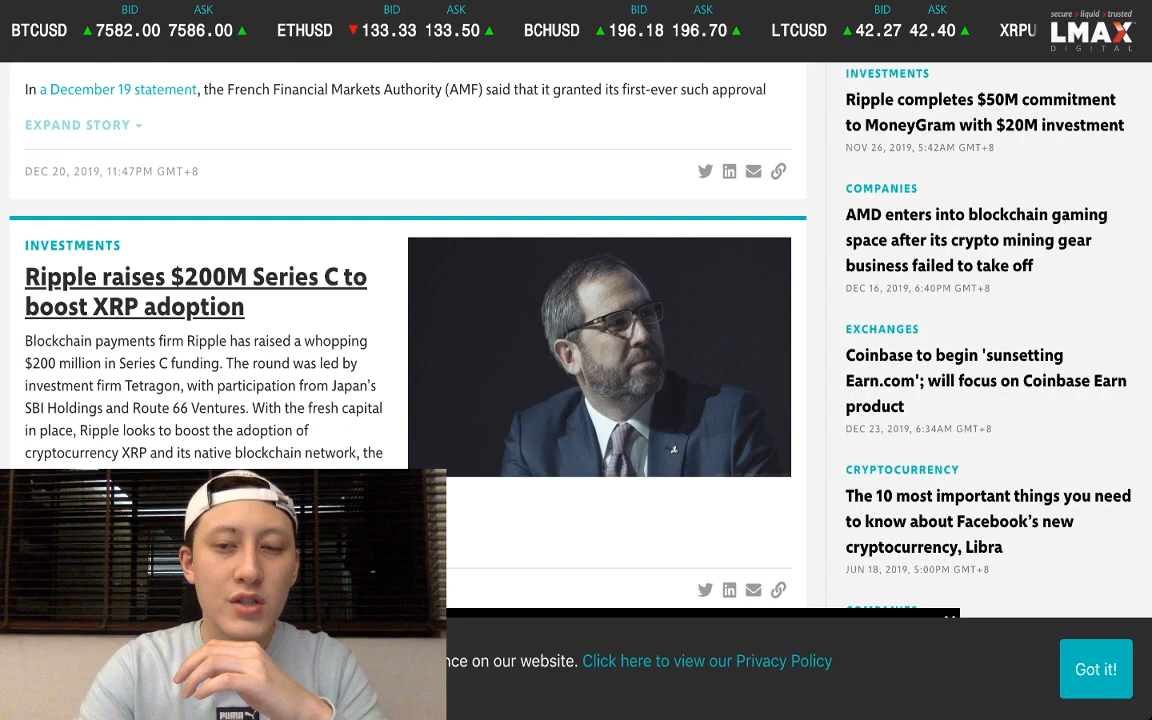 BID ASK BID ASK BID ASK BID ASK
BTCUSD 7582.00 7586.00 ETHUSD 133.33 133.50 BCHUSD 196.18 196.70 LTCUSD 42.27 42.40 XRPU
secure › liquid › trusted
LMAX
DIGITAL
In a December 19 statement, the French Financial Markets Authority (AMF) said that it granted its first-ever such approval
EXPAND STORY
DEC 20, 2019, 11:47PM GMT+8
INVESTMENTS
Ripple raises $200M Series C to
boost XRP adoption
Blockchain payments firm Ripple has raised a whopping
$200 million in Series C funding. The round was led by
investment firm Tetragon, with participation from Japan's
SBI Holdings and Route 66 Ventures. With the fresh capital
in place, Ripple looks to boost the adoption of
cryptocurrency XRP and its native blockchain network, the
INVESTMENTS
Ripple completes $50M commitment
to MoneyGram with $20M investment
NOV 26, 2019, 5:42AM GMT+8
COMPANIES
AMD enters into blockchain gaming
space after its crypto mining gear
business failed to take off
DEC 16, 2019, 6:40PM GMT+8
EXCHANGES
Coinbase to begin 'sunsetting
Earn.com'; will focus on Coinbase Earn
product
DEC 23, 2019, 6:34AM GMT+8
CRYPTOCURRENCY
The 10 most important things you need
to know about Facebook's new
cryptocurrency, Libra
JUN 18, 2019, 5:00PM GMT+8
nce on our website. Click here to view our Privacy Policy
Got it!
PUMA